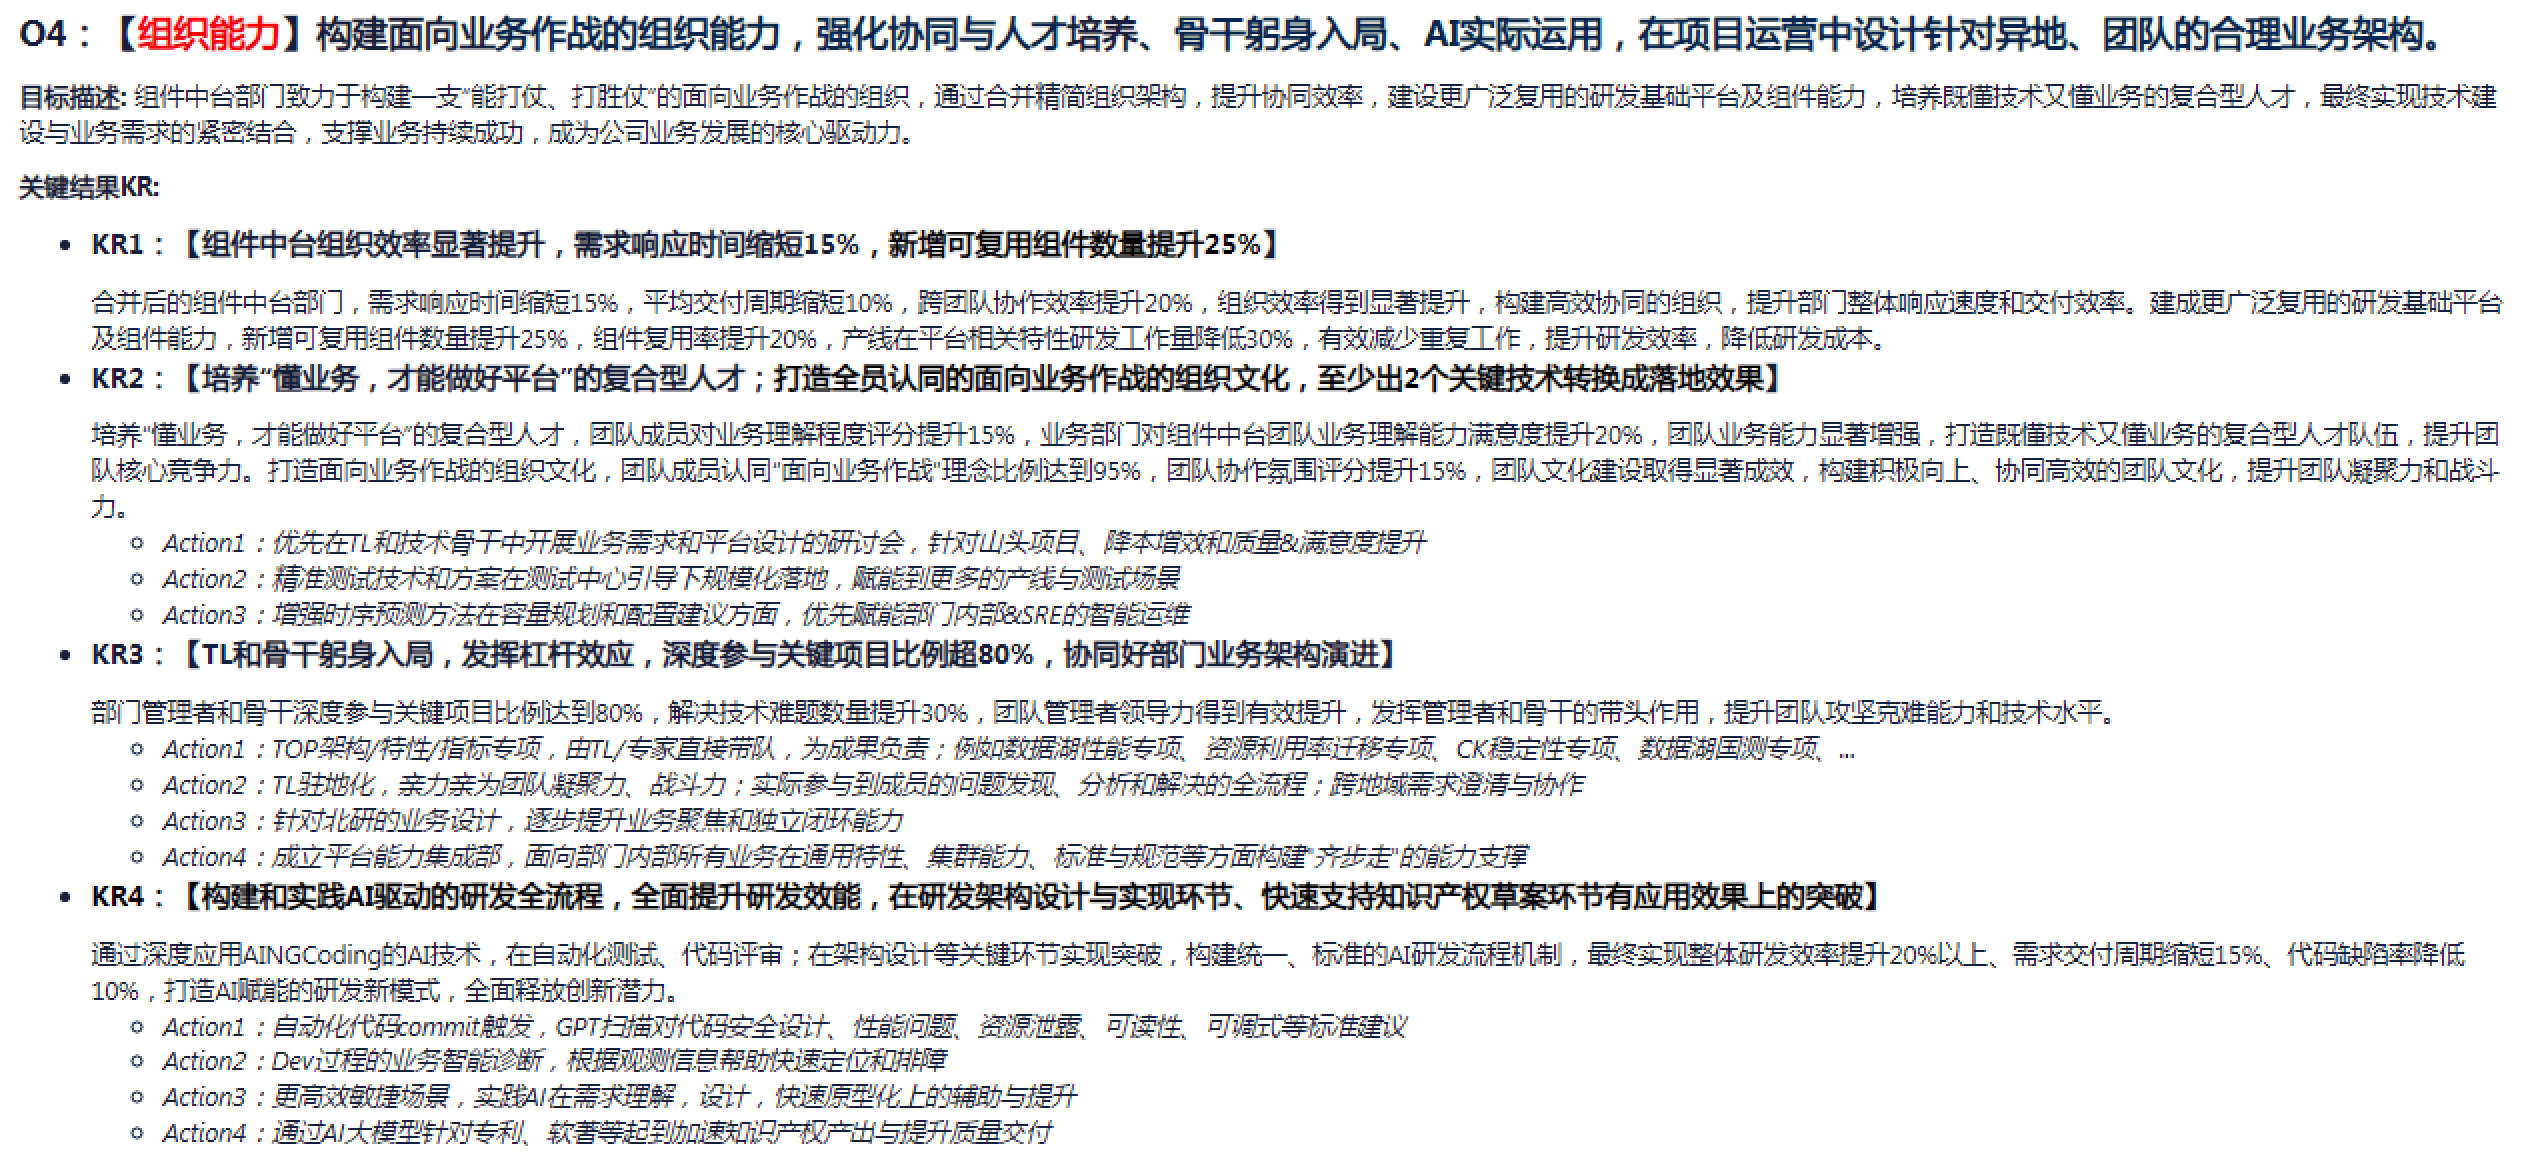 O4：【组织能力】构建面向业务作战的组织能力，强化协同与人才培养、骨干躬身入局、AI实际运用，在项目运营中设计针对异地、团队的合理业务架构。
目标描述: 组件中台部门致力于构建一支“能打仗、打胜仗”的面向业务作战的组织，通过合并精简组织架构，提升协同效率，建设更广泛复用的研发基础平台及组件能力，培养既懂技术又懂业务的复合型人才，最终实现技术建
设与业务需求的紧密结合，支撑业务持续成功，成为公司业务发展的核心驱动力。
关键结果KR:
• KR1：【组件中台组织效率显著提升，需求响应时间缩短15%，新增可复用组件数量提升25%】
合并后的组件中台部门，需求响应时间缩短15%，平均交付周期缩短10%，跨团队协作效率提升20%，组织效率得到显著提升，构建高效协同的组织，提升部门整体响应速度和交付效率。建成更广泛复用的研发基础平台
及组件能力，新增可复用组件数量提升25%，组件复用率提升20%，产线在平台相关特性研发工作量降低30%，有效减少重复工作，提升研发效率，降低研发成本。
• KR2：【培养“懂业务，才能做好平台”的复合型人才；打造全员认同的面向业务作战的组织文化，至少出2个关键技术转换成落地效果】
培养“懂业务，才能做好平台”的复合型人才，团队成员对业务理解程度评分提升15%，业务部门对组件中台团队业务理解能力满意度提升20%，团队业务能力显著增强，打造既懂技术又懂业务的复合型人才队伍，提升团
队核心竞争力。打造面向业务作战的组织文化，团队成员认同“面向业务作战”理念比例达到95%，团队协作氛围评分提升15%，团队文化建设取得显著成效，构建积极向上、协同高效的团队文化，提升团队凝聚力和战斗
力。
○ Action1：优先在TL和技术骨干中开展业务需求和平台设计的研讨会，针对山头项目、降本增效和质量&满意度提升
○ Action2：精准测试技术和方案在测试中心引导下规模化落地，赋能到更多的产线与测试场景
○ Action3：增强时序预测方法在容量规划和配置建议方面，优先赋能部门内部&SRE的智能运维
• KR3：【TL和骨干躬身入局，发挥杠杆效应，深度参与关键项目比例超80%，协同好部门业务架构演进】
部门管理者和骨干深度参与关键项目比例达到80%，解决技术难题数量提升30%，团队管理者领导力得到有效提升，发挥管理者和骨干的带头作用，提升团队攻坚克难能力和技术水平。
○ Action1：TOP架构/特性/指标专项，由TL/专家直接带队，为成果负责；例如数据湖性能专项、资源利用率迁移专项、CK稳定性专项、数据湖国测专项、...
○ Action2：TL驻地化，亲力亲为团队凝聚力、战斗力；实际参与到成员的问题发现、分析和解决的全流程；跨地域需求澄清与协作
○ Action3：针对北研的业务设计，逐步提升业务聚焦和独立闭环能力
○ Action4：成立平台能力集成部，面向部门内部所有业务在通用特性、集群能力、标准与规范等方面构建"齐步走"的能力支撑
• KR4：【构建和实践AI驱动的研发全流程，全面提升研发效能，在研发架构设计与实现环节、快速支持知识产权草案环节有应用效果上的突破】
通过深度应用AINGCoding的AI技术，在自动化测试、代码评审；在架构设计等关键环节实现突破，构建统一、标准的AI研发流程机制，最终实现整体研发效率提升20%以上、需求交付周期缩短15%、代码缺陷率降低
10%，打造AI赋能的研发新模式，全面释放创新潜力。
○ Action1：自动化代码commit触发，GPT扫描对代码安全设计、性能问题、资源泄露、可读性、可调式等标准建议
○ Action2：Dev过程的业务智能诊断，根据观测信息帮助快速定位和排障
○ Action3：更高效敏捷场景，实践AI在需求理解，设计，快速原型化上的辅助与提升
○ Action4：通过AI大模型针对专利、软著等起到加速知识产权产出与提升质量交付